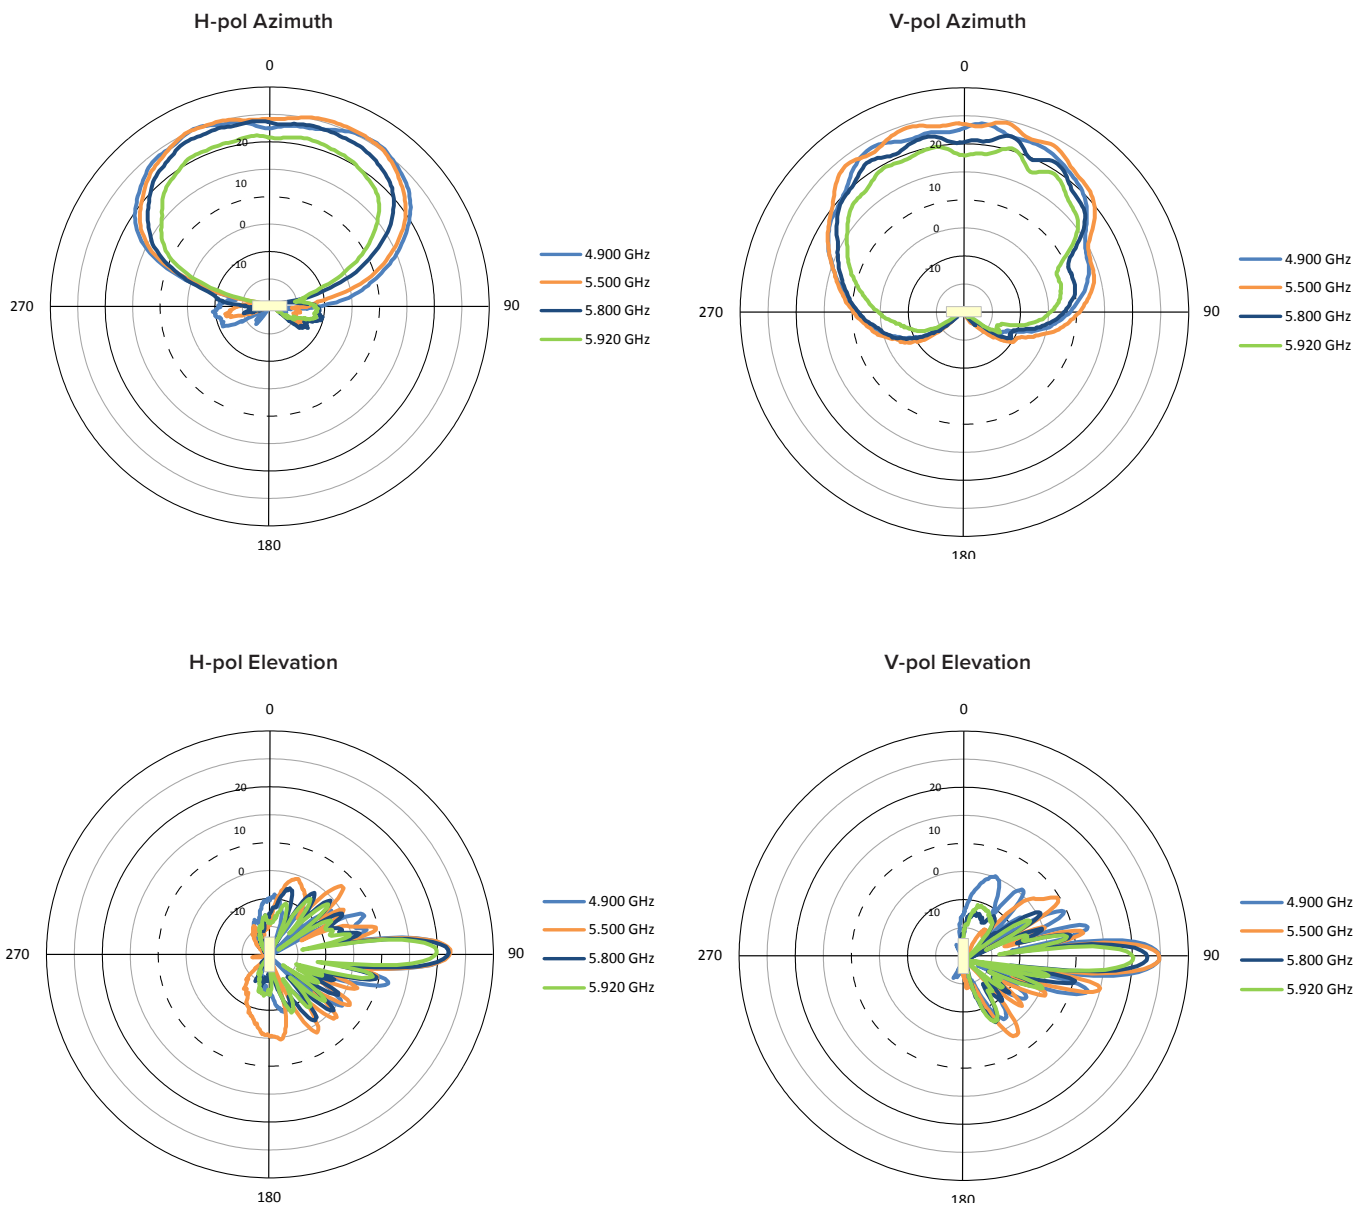 H-pol Azimuth
0
20
10
0
-10
270
90
180
4.900 GHz
5.500 GHz
5.800 GHz
5.920 GHz
V-pol Azimuth
0
20
10
0
-10
270
90
180
4.900 GHz
5.500 GHz
5.800 GHz
5.920 GHz
H-pol Elevation
0
20
10
0
-10
270
90
180
4.900 GHz
5.500 GHz
5.800 GHz
5.920 GHz
V-pol Elevation
0
20
10
0
-10
270
90
180
4.900 GHz
5.500 GHz
5.800 GHz
5.920 GHz